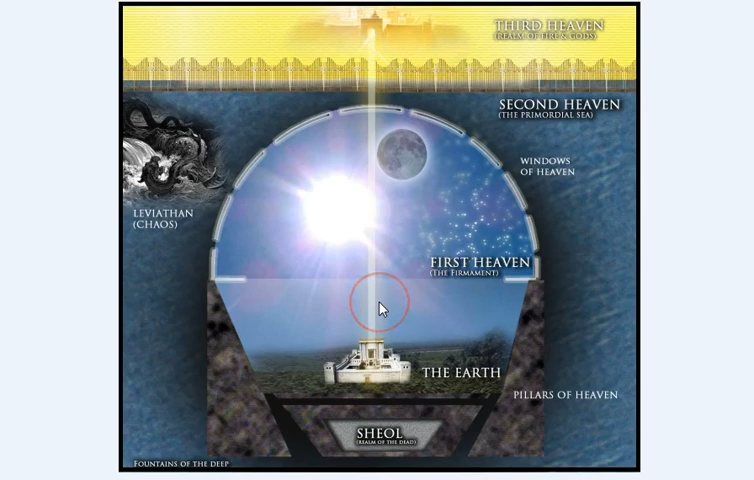 THIRD HEAVEN
(REALM OF FIRE & GODS)
SECOND HEAVEN
(THE PRIMORDIAL SEA)
WINDOWS
OF HEAVEN
LEVIATHAN
(CHAOS)
FIRST HEAVEN
(THE FIRMAMENT)
THE EARTH
PILLARS OF HEAVEN
SHEOL
(REALM OF THE DEAD)
FOUNTAINS OF THE DEEP